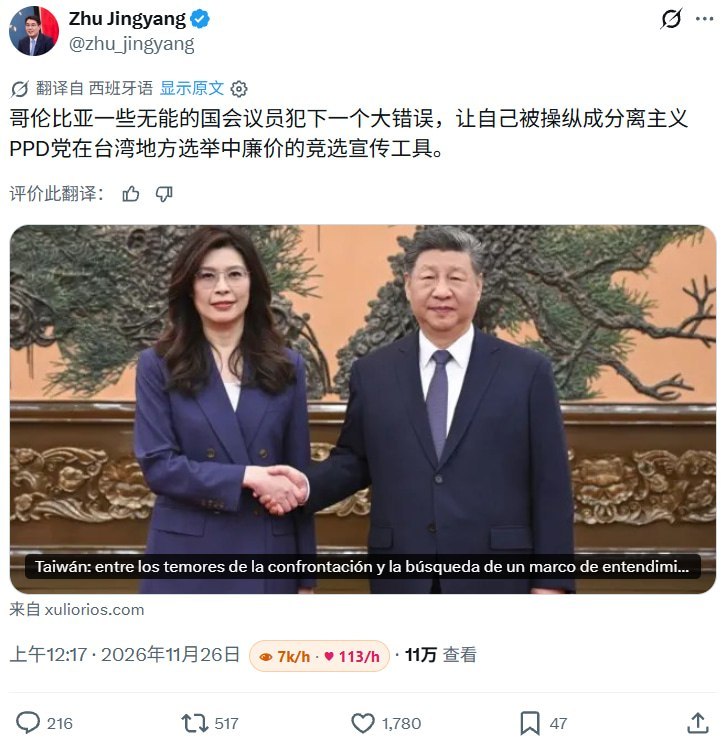 Zhu Jingyang
@zhu_jingyang
翻译自 西班牙语 显示原文
哥伦比亚一些无能的国会议员犯下一个大错误，让自己被操纵成分离主义
PPD党在台湾地方选举中廉价的竞选宣传工具。
评价此翻译：
Taiwán: entre los temores de la confrontación y la búsqueda de un marco de entendimi...
来自 xuliorios.com
上午12:17 · 2026年11月26日 7k/h · 113/h · 11万 查看
216 517 1,780 47